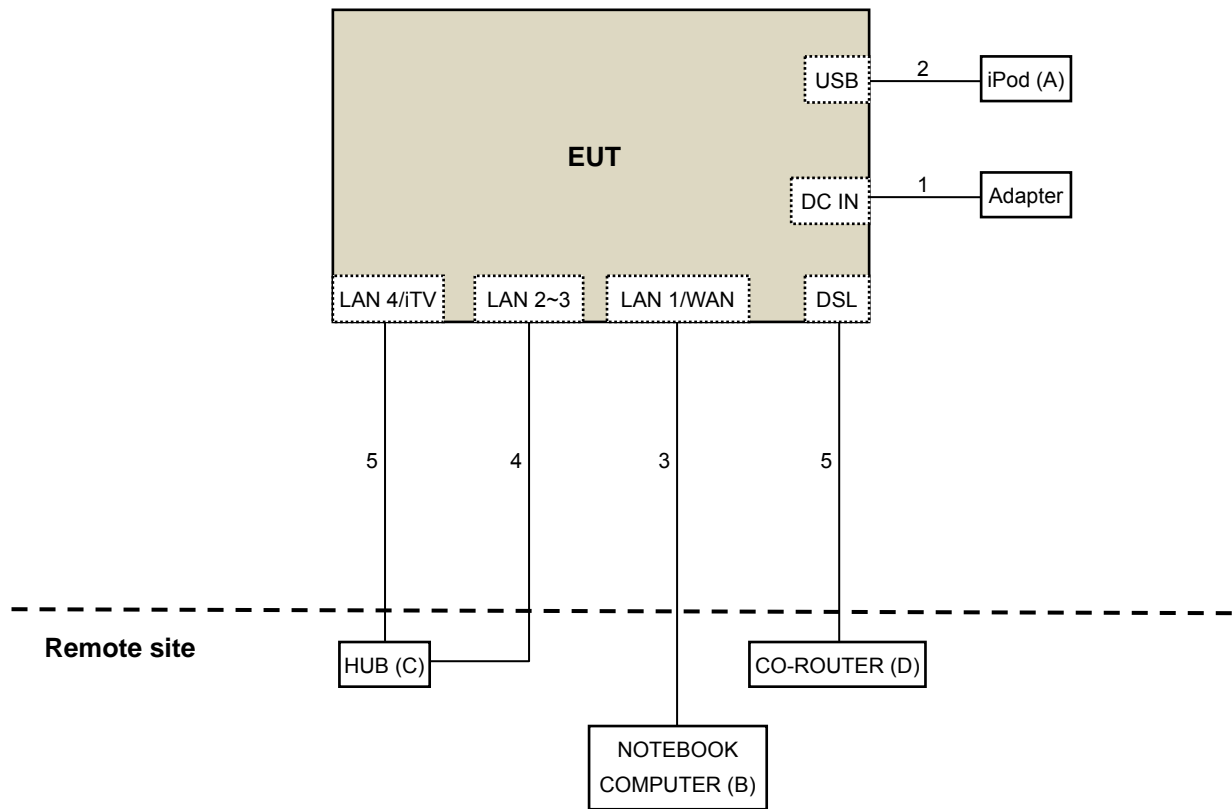 USB
2
iPod (A)
EUT
DC IN
1
Adapter
LAN 4/iTV
LAN 2~3
LAN 1/WAN
DSL
5
4
3
5
Remote site
HUB (C)
CO-ROUTER (D)
NOTEBOOK
COMPUTER (B)